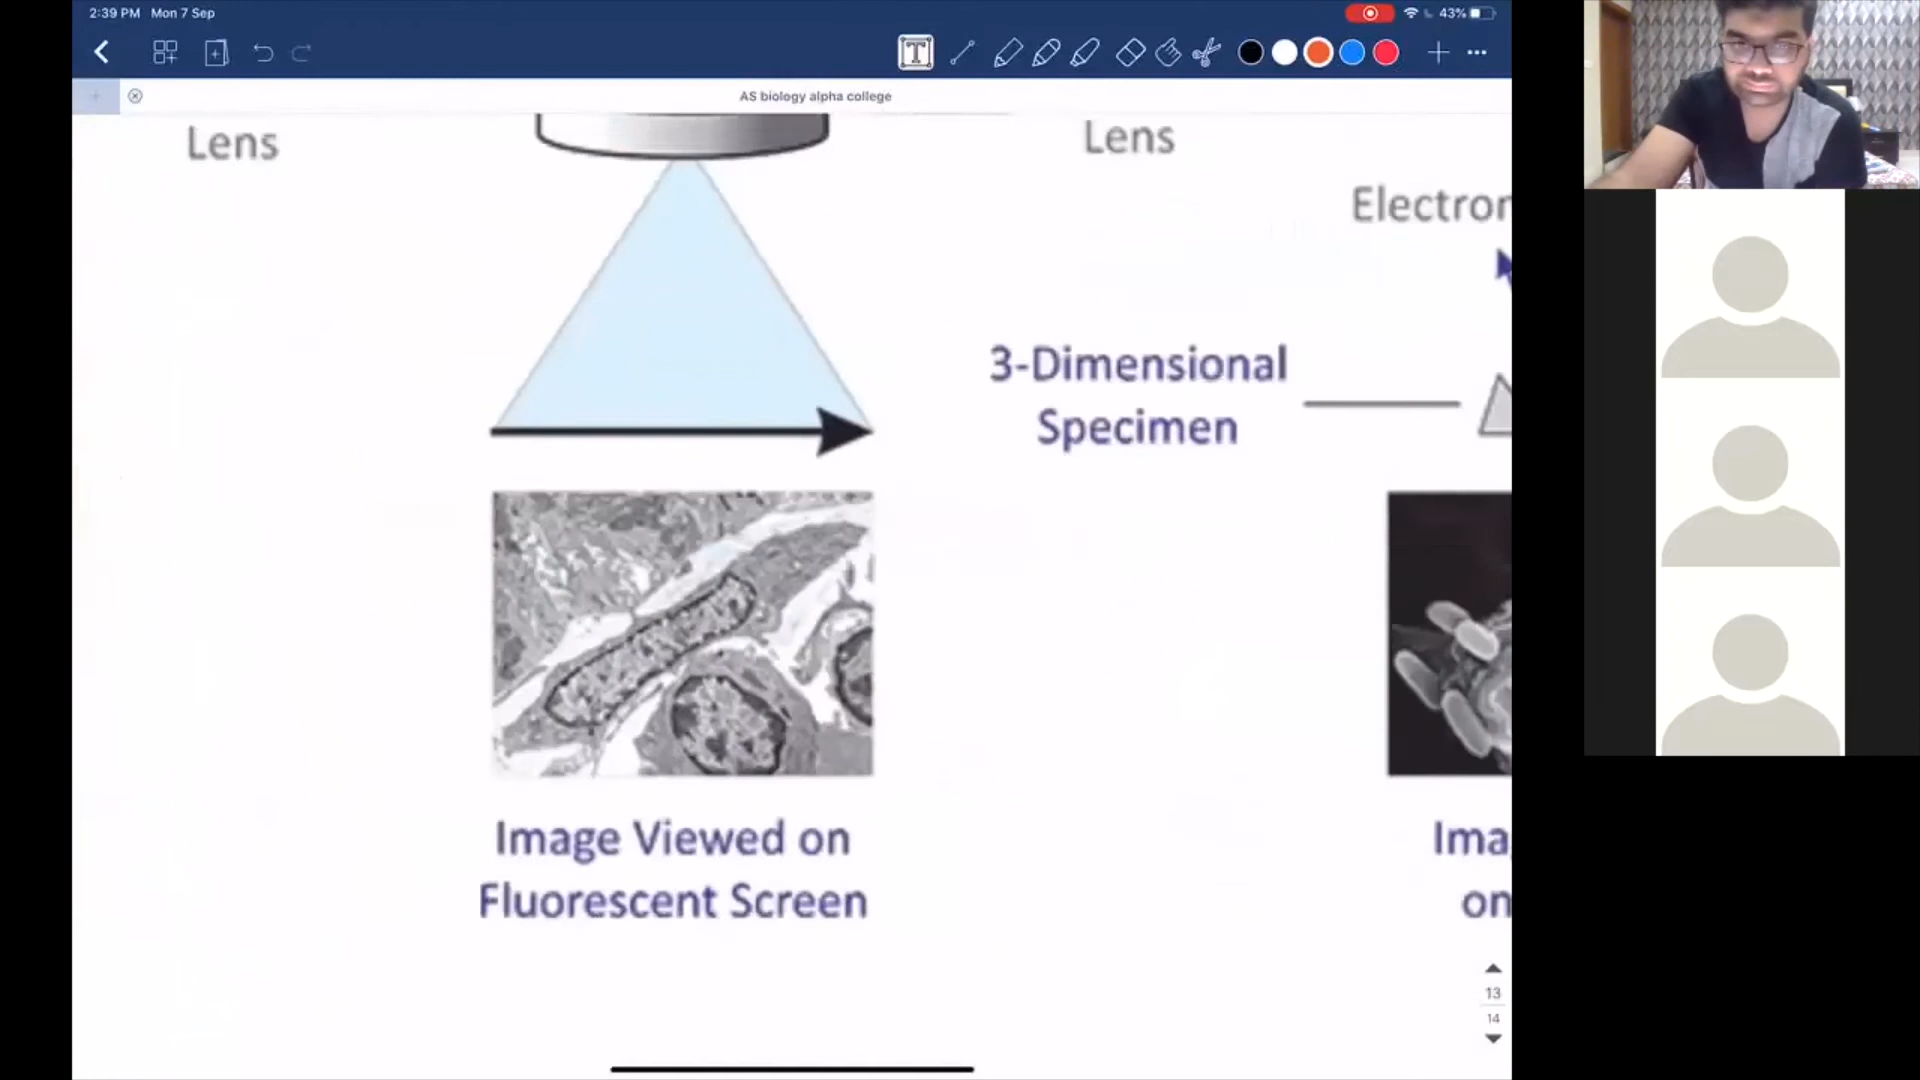 2:39 PM Mon 7 Sep
43%
T
AS biology alpha college
Lens
Lens
Electron
3-Dimensional
Specimen
Image Viewed on
Fluorescent Screen
Ima
on
13
14